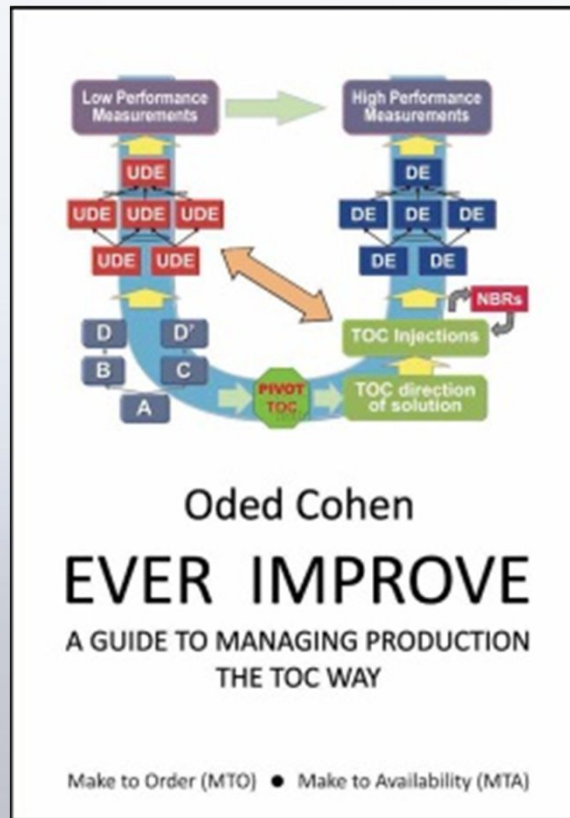 Low Performance
Measurements
High Performance
Measurements
UDE
DE
UDE UDE UDE
DE DE DE
UDE UDE
DE DE
NBRs
D D'
TOC Injections
B C
PIVOT
TOC
TOC direction
of solution
A
Oded Cohen
EVER IMPROVE
A GUIDE TO MANAGING PRODUCTION
THE TOC WAY
Make to Order (MTO) ● Make to Availability (MTA)